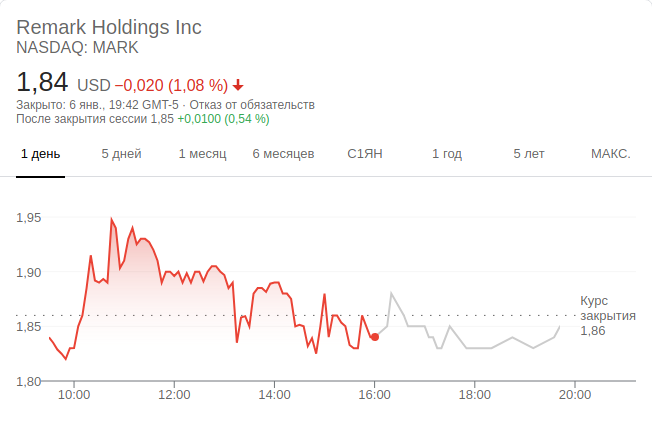 Remark Holdings Inc
NASDAQ: MARK
1,84 USD −0,020 (1,08 %)
Закрыто: 6 янв., 19:42 GMT-5 · Отказ от обязательств
После закрытия сессии 1,85 +0,0100 (0,54 %)
1 день 5 дней 1 месяц 6 месяцев С1ЯН 1 год 5 лет МАКС.
1,95
1,90
1,85
1,80
Курс
закрытия
1,86
10:00 12:00 14:00 16:00 18:00 20:00